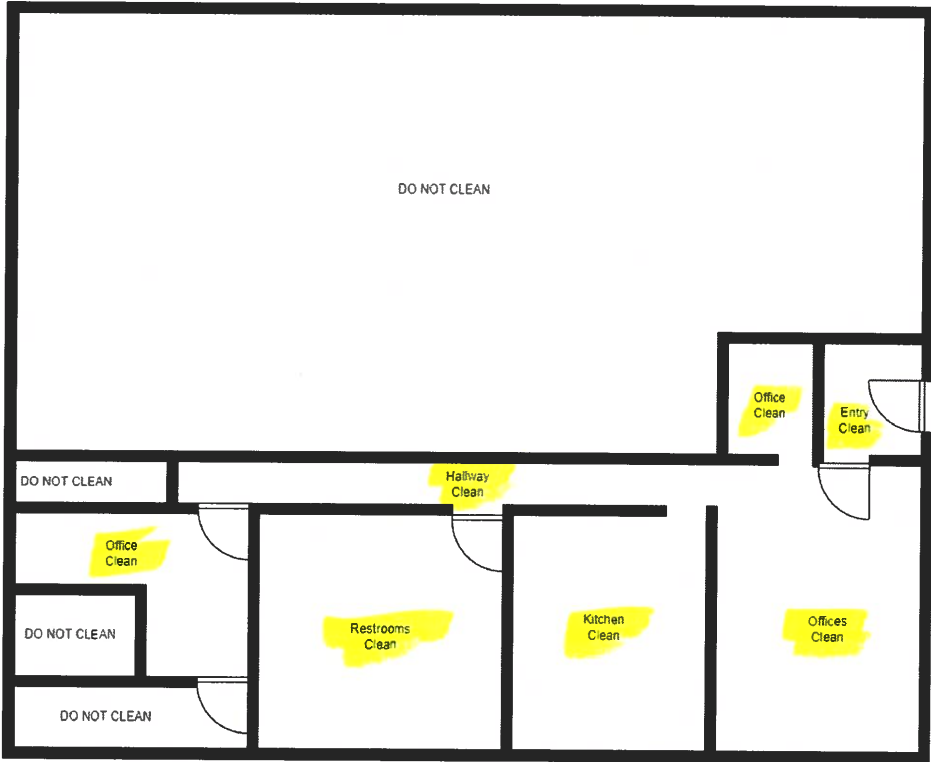 DO NOT CLEAN
Office
Clean
Entry
Clean
DO NOT CLEAN
Hallway
Clean
Office
Clean
DO NOT CLEAN
Restrooms
Clean
Kitchen
Clean
Offices
Clean
DO NOT CLEAN